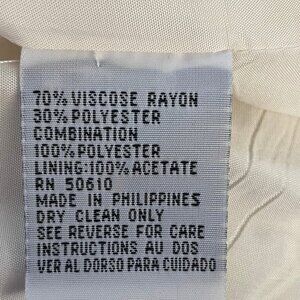 70% VISCOSE RAYON
30% POLYESTER
COMBINATION
100% POLYESTER
LINING:100% ACETATE
RN 50610
MADE IN PHILIPPINES
DRY CLEAN ONLY
SEE REVERSE FOR CARE
INSTRUCTIONS AU DOS
VER AL DORSO PARA CUIDADO